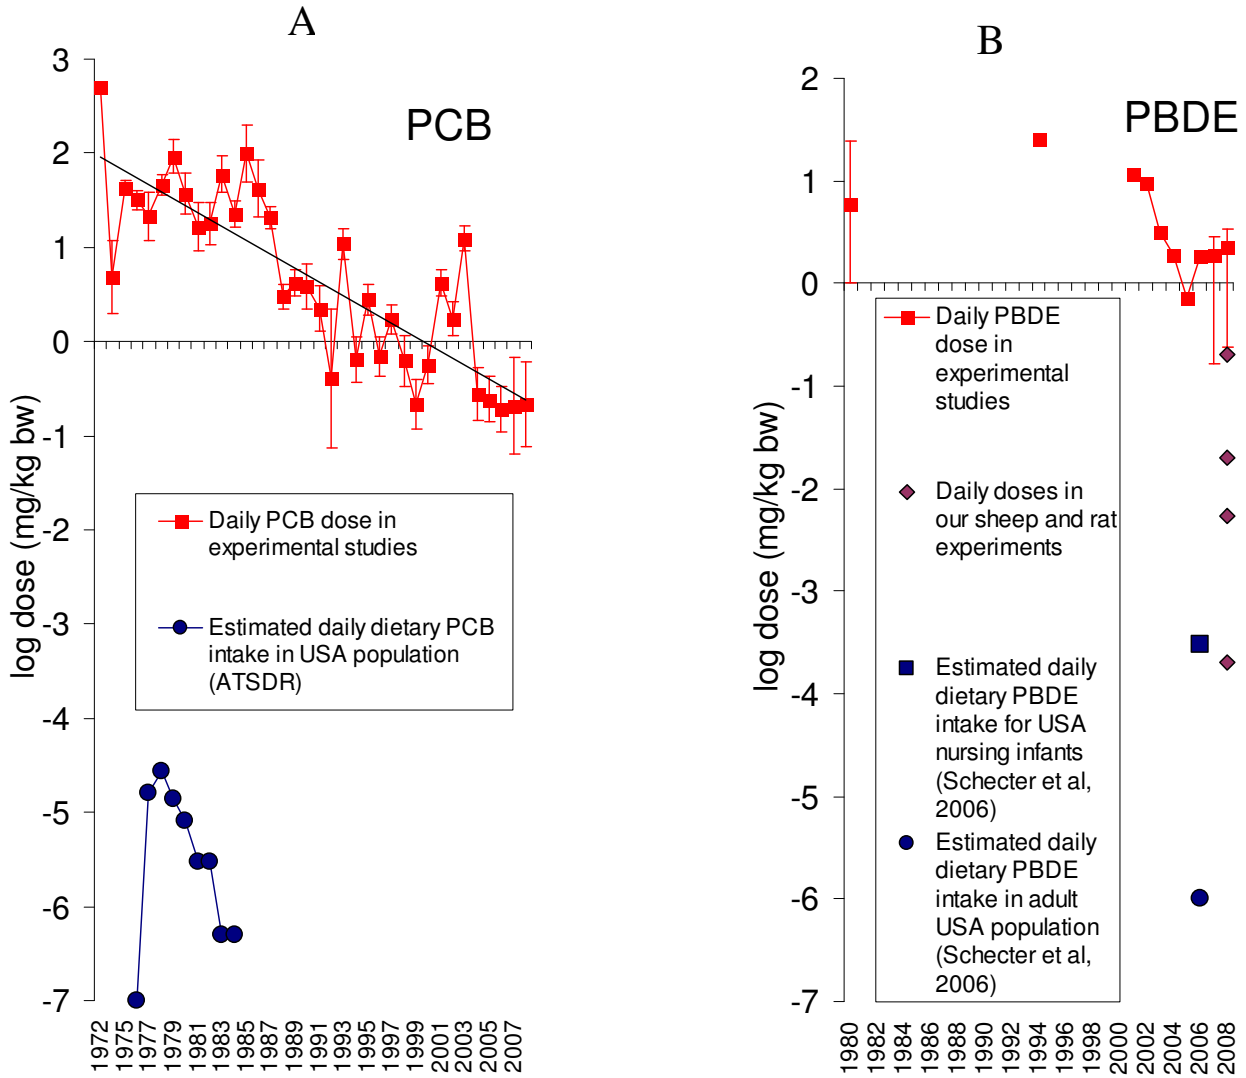 A
PCB
log dose (mg/kg bw)
3
2
1
0
-1
-2
-3
-4
-5
-6
-7
Daily PCB dose in
experimental studies
Estimated daily dietary PCB
intake in USA population
(ATSDR)
1972
1975
1977
1979
1981
1983
1985
1987
1989
1991
1993
1995
1997
1999
2001
2003
2005
2007
B
PBDE
log dose (mg/kg bw)
2
1
0
-1
-2
-3
-4
-5
-6
-7
Daily PBDE
dose in
experimental
studies
Daily doses in
our sheep and rat
experiments
Estimated daily
dietary PBDE
intake for USA
nursing infants
(Schecter et al,
2006)
Estimated daily
dietary PBDE
intake in adult
USA population
(Schecter et al,
2006)
1980
1982
1984
1986
1988
1990
1992
1994
1996
1998
2000
2002
2004
2006
2008